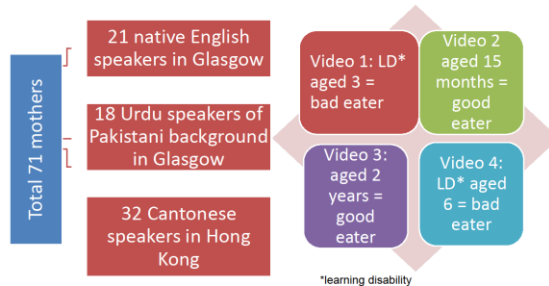 Total 71 mothers
21 native English
speakers in Glasgow
18 Urdu speakers of
Pakistani background
in Glasgow
32 Cantonese
speakers in Hong
Kong
Video 1: LD*
aged 3 =
bad eater
Video 2
aged 15
months =
good
eater
Video 3:
aged 2
years =
good
eater
Video 4:
LD* aged
6 = bad
eater
*learning disability